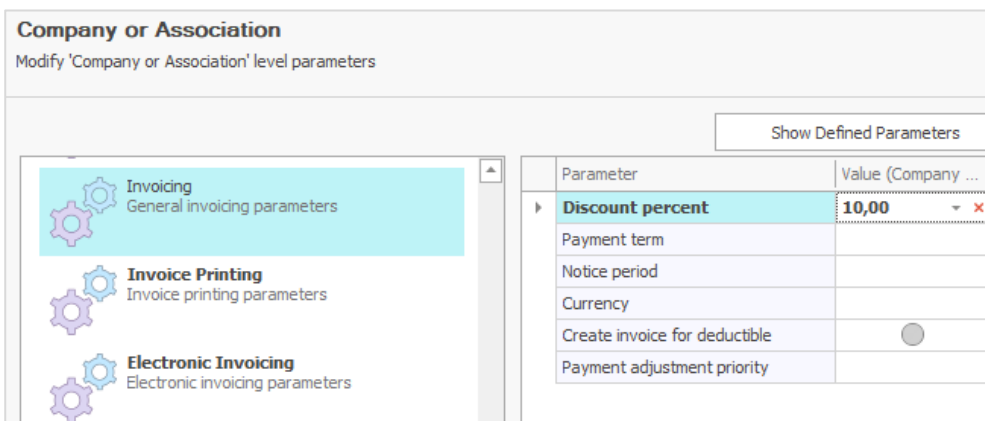 Company or Association
Modify 'Company or Association' level parameters
Show Defined Parameters
Invoicing
General invoicing parameters
Invoice Printing
Invoice printing parameters
Electronic Invoicing
Electronic invoicing parameters
Parameter Value (Company ...
Discount percent 10,00
Payment term
Notice period
Currency
Create invoice for deductible
Payment adjustment priority